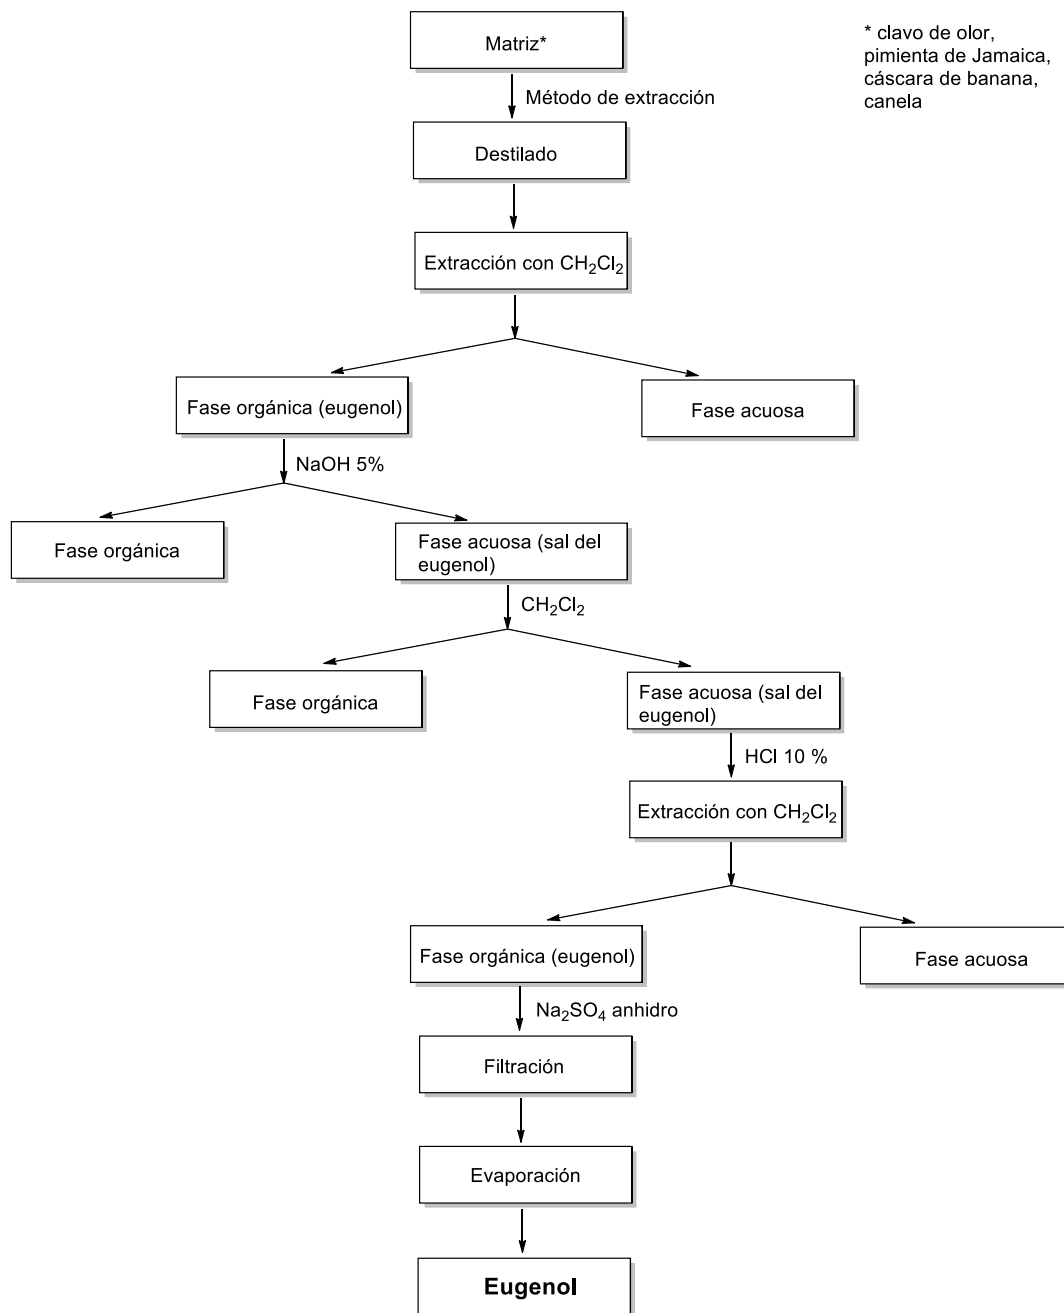 Matriz*
* clavo de olor,
pimienta de Jamaica,
cáscara de banana,
canela
Método de extracción
Destilado
Extracción con CH₂Cl₂
Fase orgánica (eugenol)
Fase acuosa
NaOH 5%
Fase orgánica
Fase acuosa (sal del
eugenol)
CH₂Cl₂
Fase orgánica
Fase acuosa (sal del
eugenol)
HCl 10 %
Extracción con CH₂Cl₂
Fase orgánica (eugenol)
Fase acuosa
Na₂SO₄ anhidro
Filtración
Evaporación
Eugenol